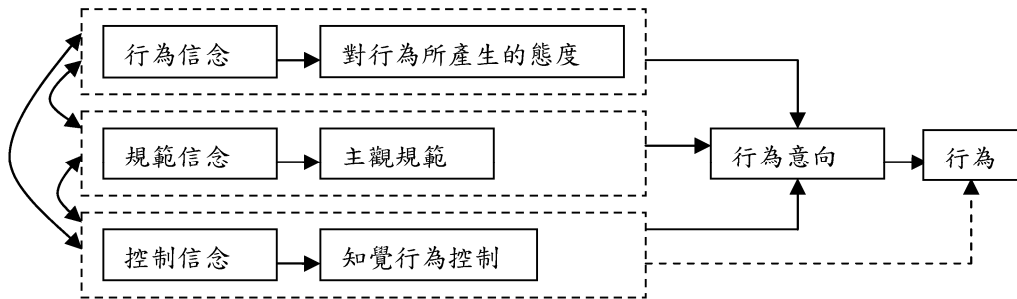 行為信念
對行為所產生的態度
規範信念
主觀規範
行為意向
行為
控制信念
知覺行為控制